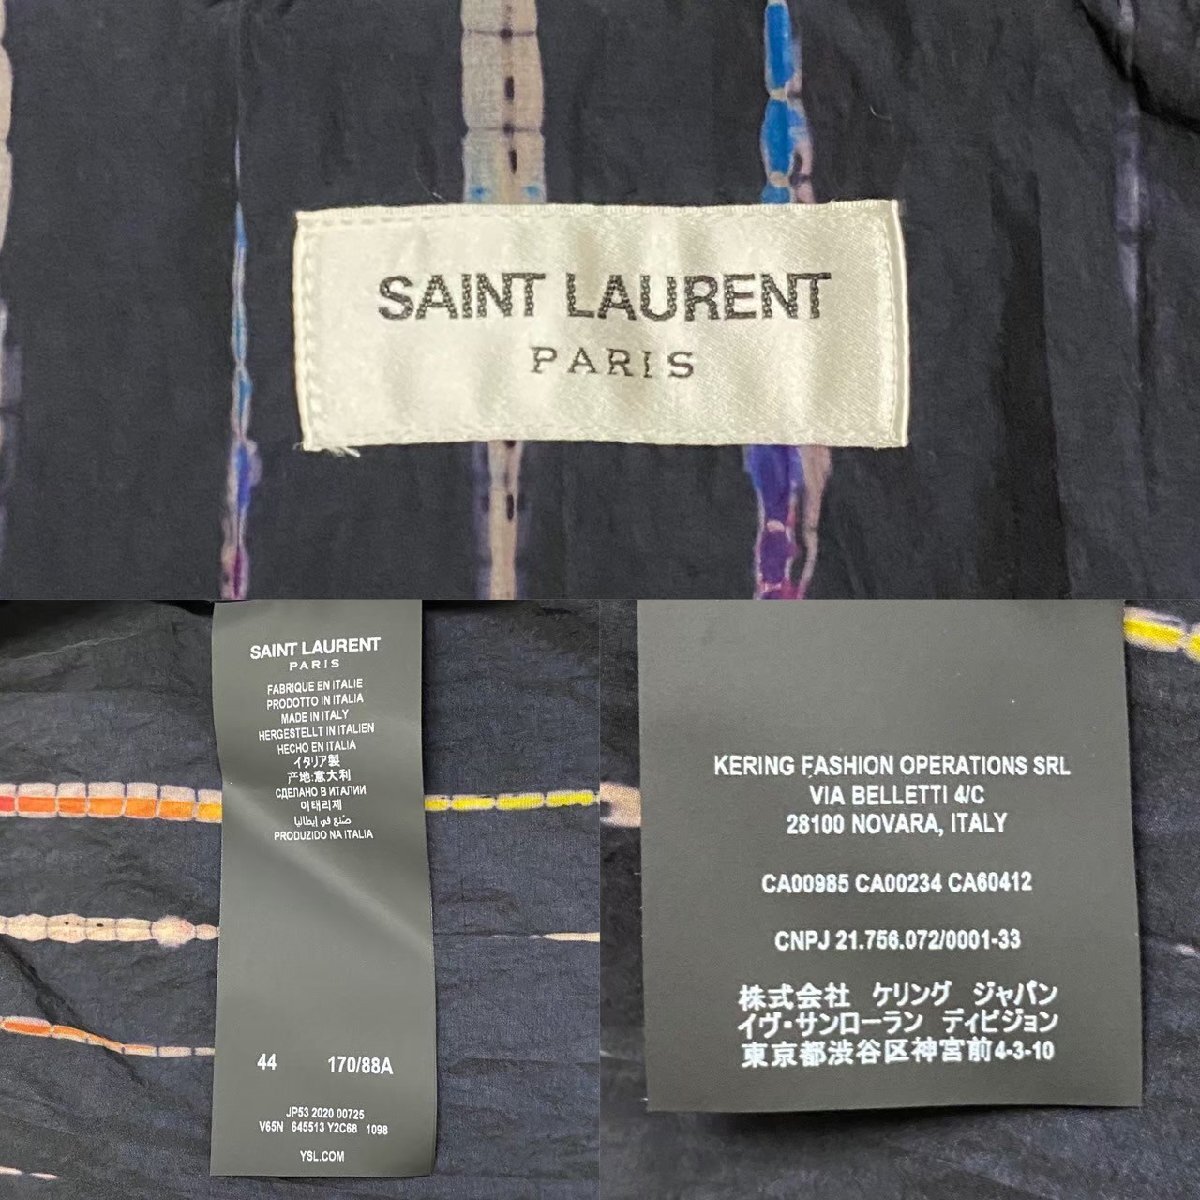 SAINT LAURENT
PARIS
SAINT LAURENT
PARIS
FABRIQUE EN ITALIE
PRODOTTO IN ITALIA
MADE IN ITALY
HERGESTELLT IN ITALIEN
HECHO EN ITALIA
イタリア製
产地:意大利
СДЕЛАНО В ИТАЛИИ
이태리제
صنع في إيطاليا
PRODUZIDO NA ITALIA
44 170/88A
JP53 2020 00725
V65N 645513 Y2C68 1098
YSL.COM
KERING FASHION OPERATIONS SRL
VIA BELLETTI 4/C
28100 NOVARA, ITALY
CA00985 CA00234 CA60412
CNPJ 21.756.072/0001-33
株式会社 ケリング ジャパン
イヴ・サンローラン ディビジョン
東京都渋谷区神宮前4-3-10